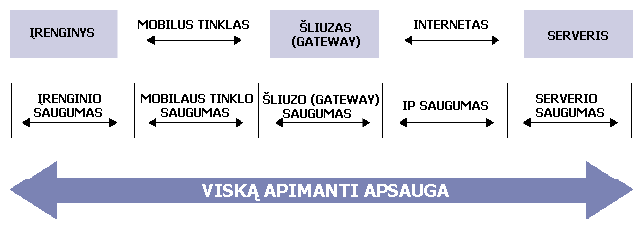 ĮRENGINYS
MOBILUS TINKLAS
ŠLIUZAS
(GATEWAY)
INTERNETAS
SERVERIS
ĮRENGINIO
SAUGUMAS
MOBILAUS TINKLO
SAUGUMAS
ŠLIUZO (GATEWAY)
SAUGUMAS
IP SAUGUMAS
SERVERIO
SAUGUMAS
VISKĄ APIMANTI APSAUGA